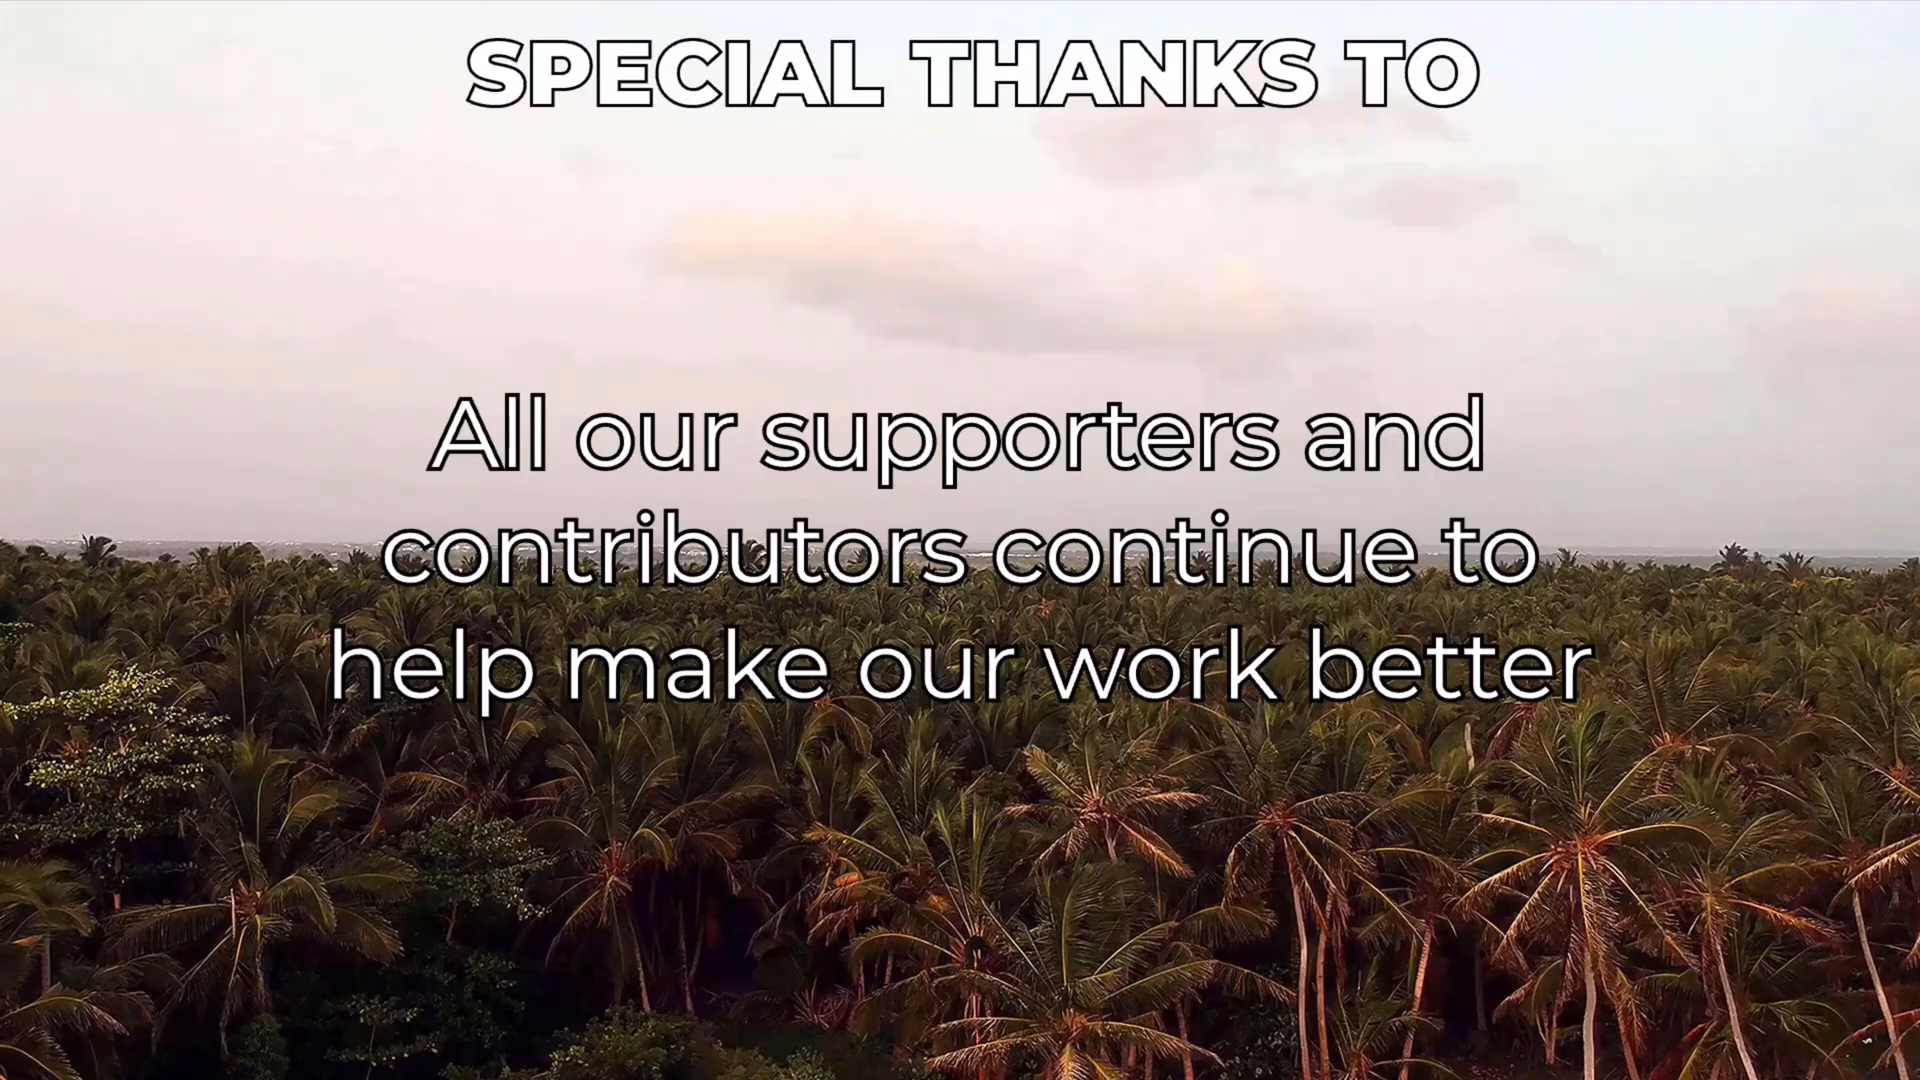 SPECIAL THANKS TO
All our supporters and
contributors continue to
help make our work better